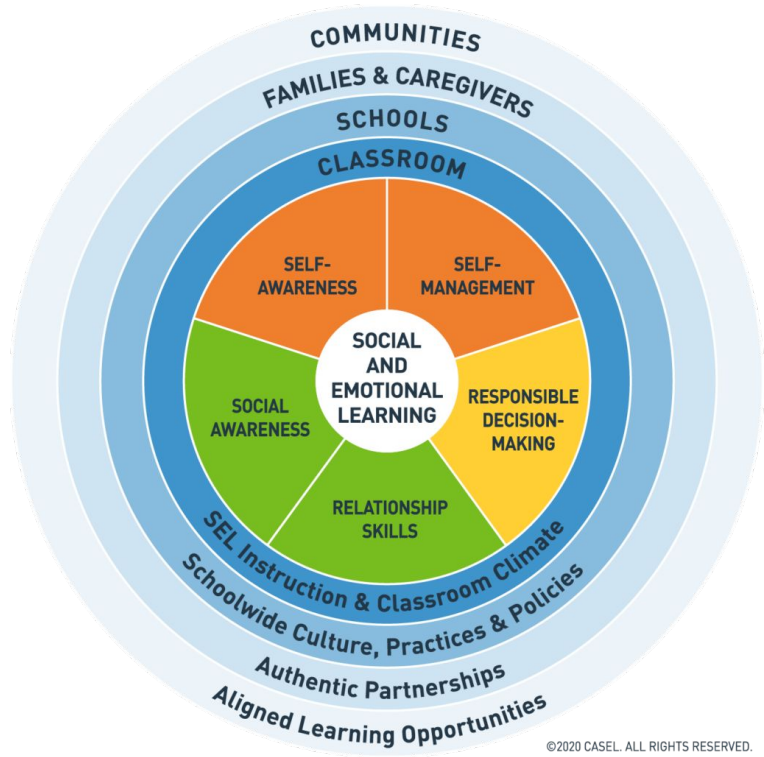 COMMUNITIES
FAMILIES & CAREGIVERS
SCHOOLS
CLASSROOM
SELF-
AWARENESS
SELF-
MANAGEMENT
SOCIAL
AND
EMOTIONAL
LEARNING
SOCIAL
AWARENESS
RESPONSIBLE
DECISION-
MAKING
RELATIONSHIP
SKILLS
SEL Instruction & Classroom Climate
Schoolwide Culture, Practices & Policies
Authentic Partnerships
Aligned Learning Opportunities
©2020 CASEL. ALL RIGHTS RESERVED.